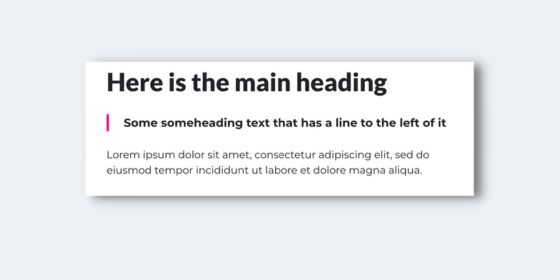 Here is the main heading
Some someheading text that has a line to the left of it
Lorem ipsum dolor sit amet, consectetur adipiscing elit, sed do
eiusmod tempor incididunt ut labore et dolore magna aliqua.